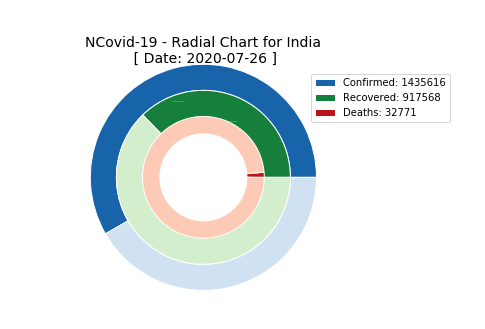 NCovid-19 - Radial Chart for India
[ Date: 2020-07-26 ]
Confirmed: 1435616
Recovered: 917568
Deaths: 32771